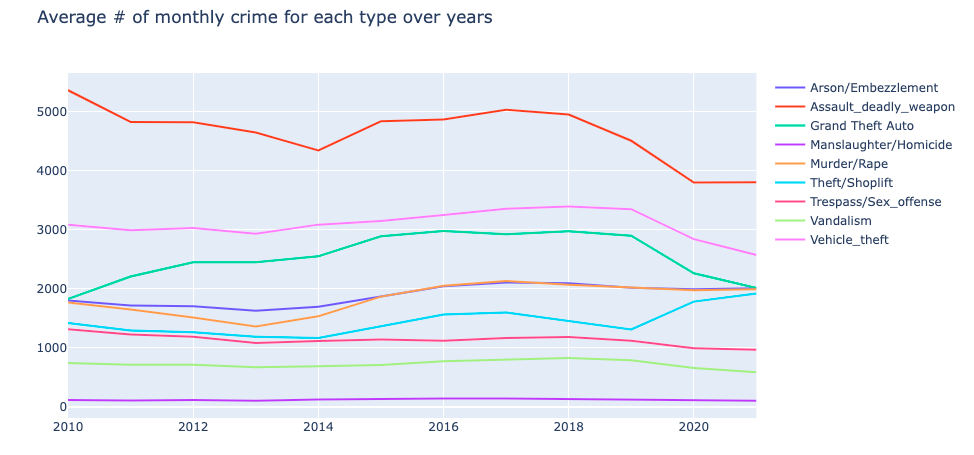 Average # of monthly crime for each type over years
5000
4000
3000
2000
1000
0
2010
2012
2014
2016
2018
2020
Arson/Embezzlement
Assault_deadly_weapon
Grand Theft Auto
Manslaughter/Homicide
Murder/Rape
Theft/Shoplift
Trespass/Sex_offense
Vandalism
Vehicle_theft